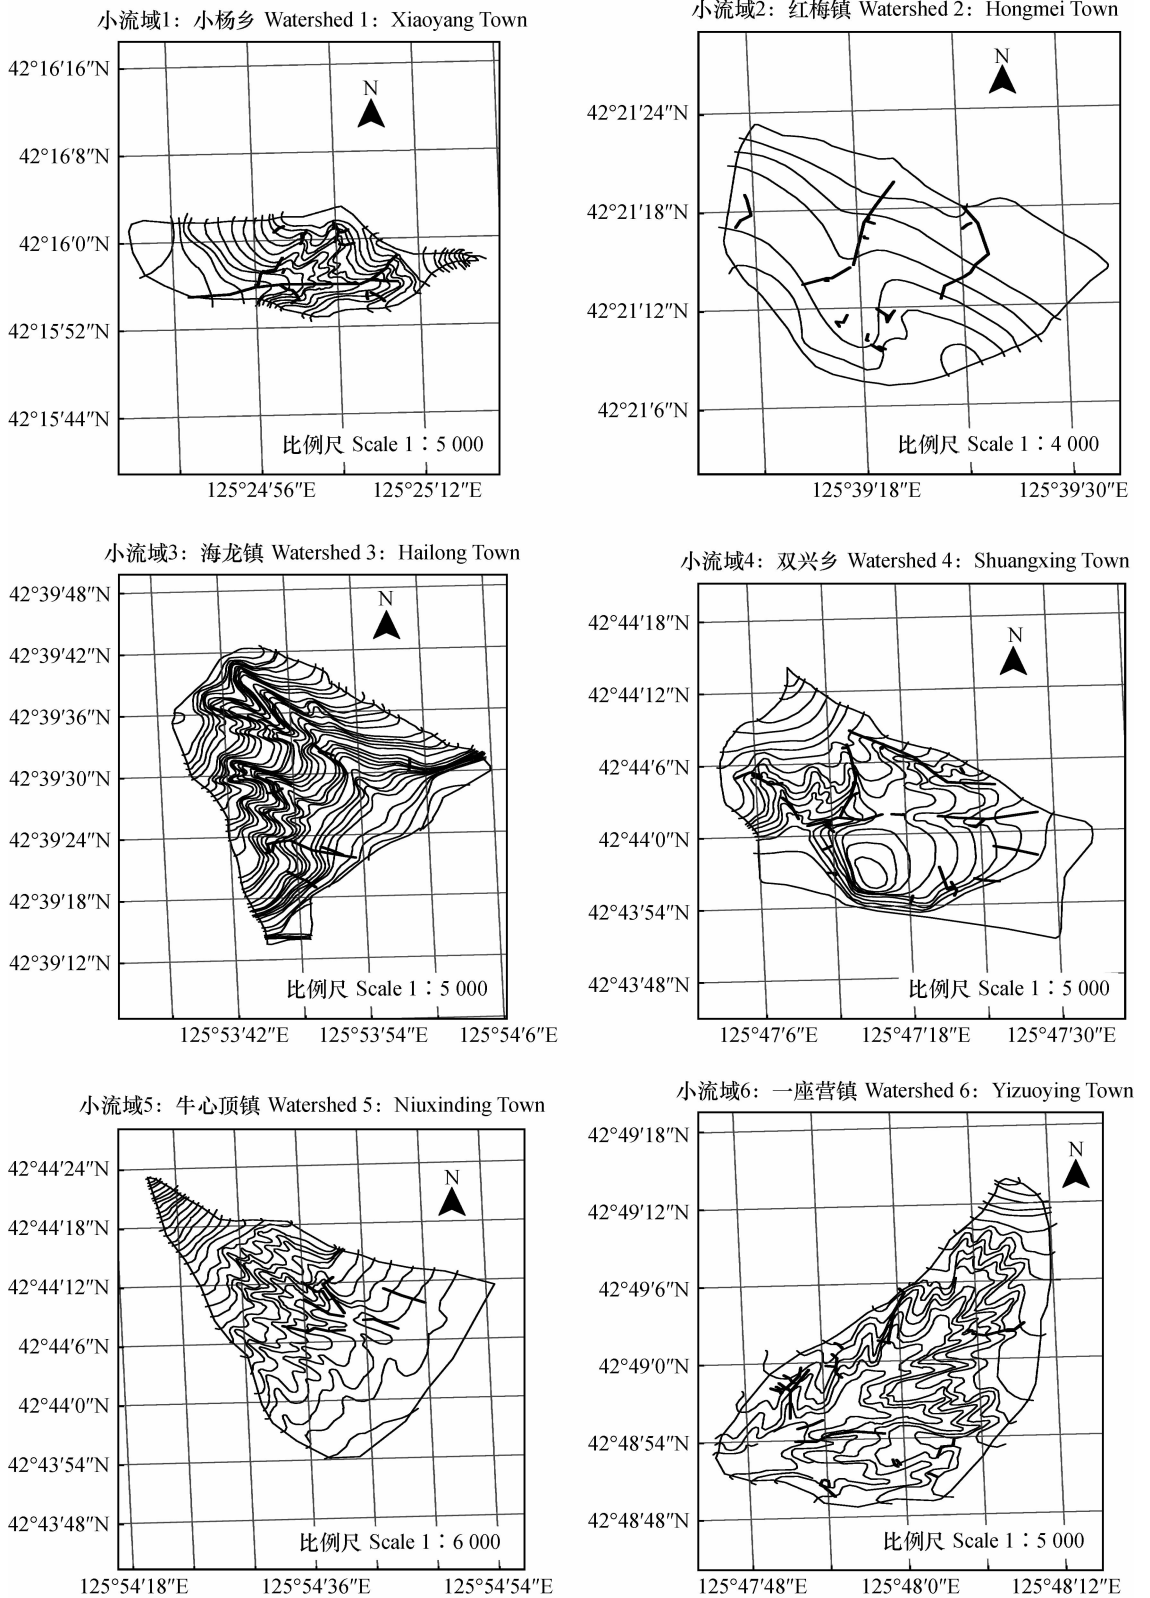 小流域1：小杨乡 Watershed 1：Xiaoyang Town
N
42°16′16″N
42°16′8″N
42°16′0″N
42°15′52″N
42°15′44″N
比例尺 Scale 1：5 000
125°24′56″E 125°25′12″E
小流域2：红梅镇 Watershed 2：Hongmei Town
N
42°21′24″N
42°21′18″N
42°21′12″N
42°21′6″N
比例尺 Scale 1：4 000
125°39′18″E 125°39′30″E
小流域3：海龙镇 Watershed 3：Hailong Town
N
42°39′48″N
42°39′42″N
42°39′36″N
42°39′30″N
42°39′24″N
42°39′18″N
42°39′12″N
比例尺 Scale 1：5 000
125°53′42″E 125°53′54″E 125°54′6″E
小流域4：双兴乡 Watershed 4：Shuangxing Town
N
42°44′18″N
42°44′12″N
42°44′6″N
42°44′0″N
42°43′54″N
42°43′48″N
比例尺 Scale 1：5 000
125°47′6″E 125°47′18″E 125°47′30″E
小流域5：牛心顶镇 Watershed 5：Niuxinding Town
N
42°44′24″N
42°44′18″N
42°44′12″N
42°44′6″N
42°44′0″N
42°43′54″N
42°43′48″N
比例尺 Scale 1：6 000
125°54′18″E 125°54′36″E 125°54′54″E
小流域6：一座营镇 Watershed 6：Yizuoying Town
N
42°49′18″N
42°49′12″N
42°49′6″N
42°49′0″N
42°48′54″N
42°48′48″N
比例尺 Scale 1：5 000
125°47′48″E 125°48′0″E 125°48′12″E